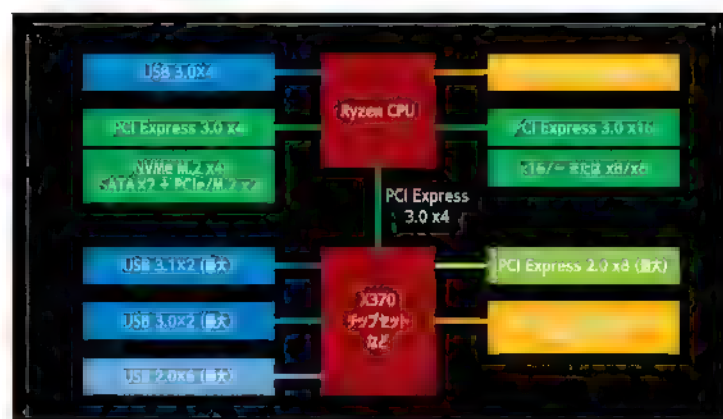 USB 3.0×4
Ryzen CPU
PCI Express 3.0 x4
PCI Express 3.0 x16
NVMe M.2 x4
SATA×2 + PCIe/M.2 x2
x16/ー または x8/x8
PCI Express
3.0 x4
USB 3.1×2 (最大)
X370
チップセット
など
PCI Express 2.0 x8 (最大)
USB 3.0×2 (最大)
USB 2.0×6 (最大)